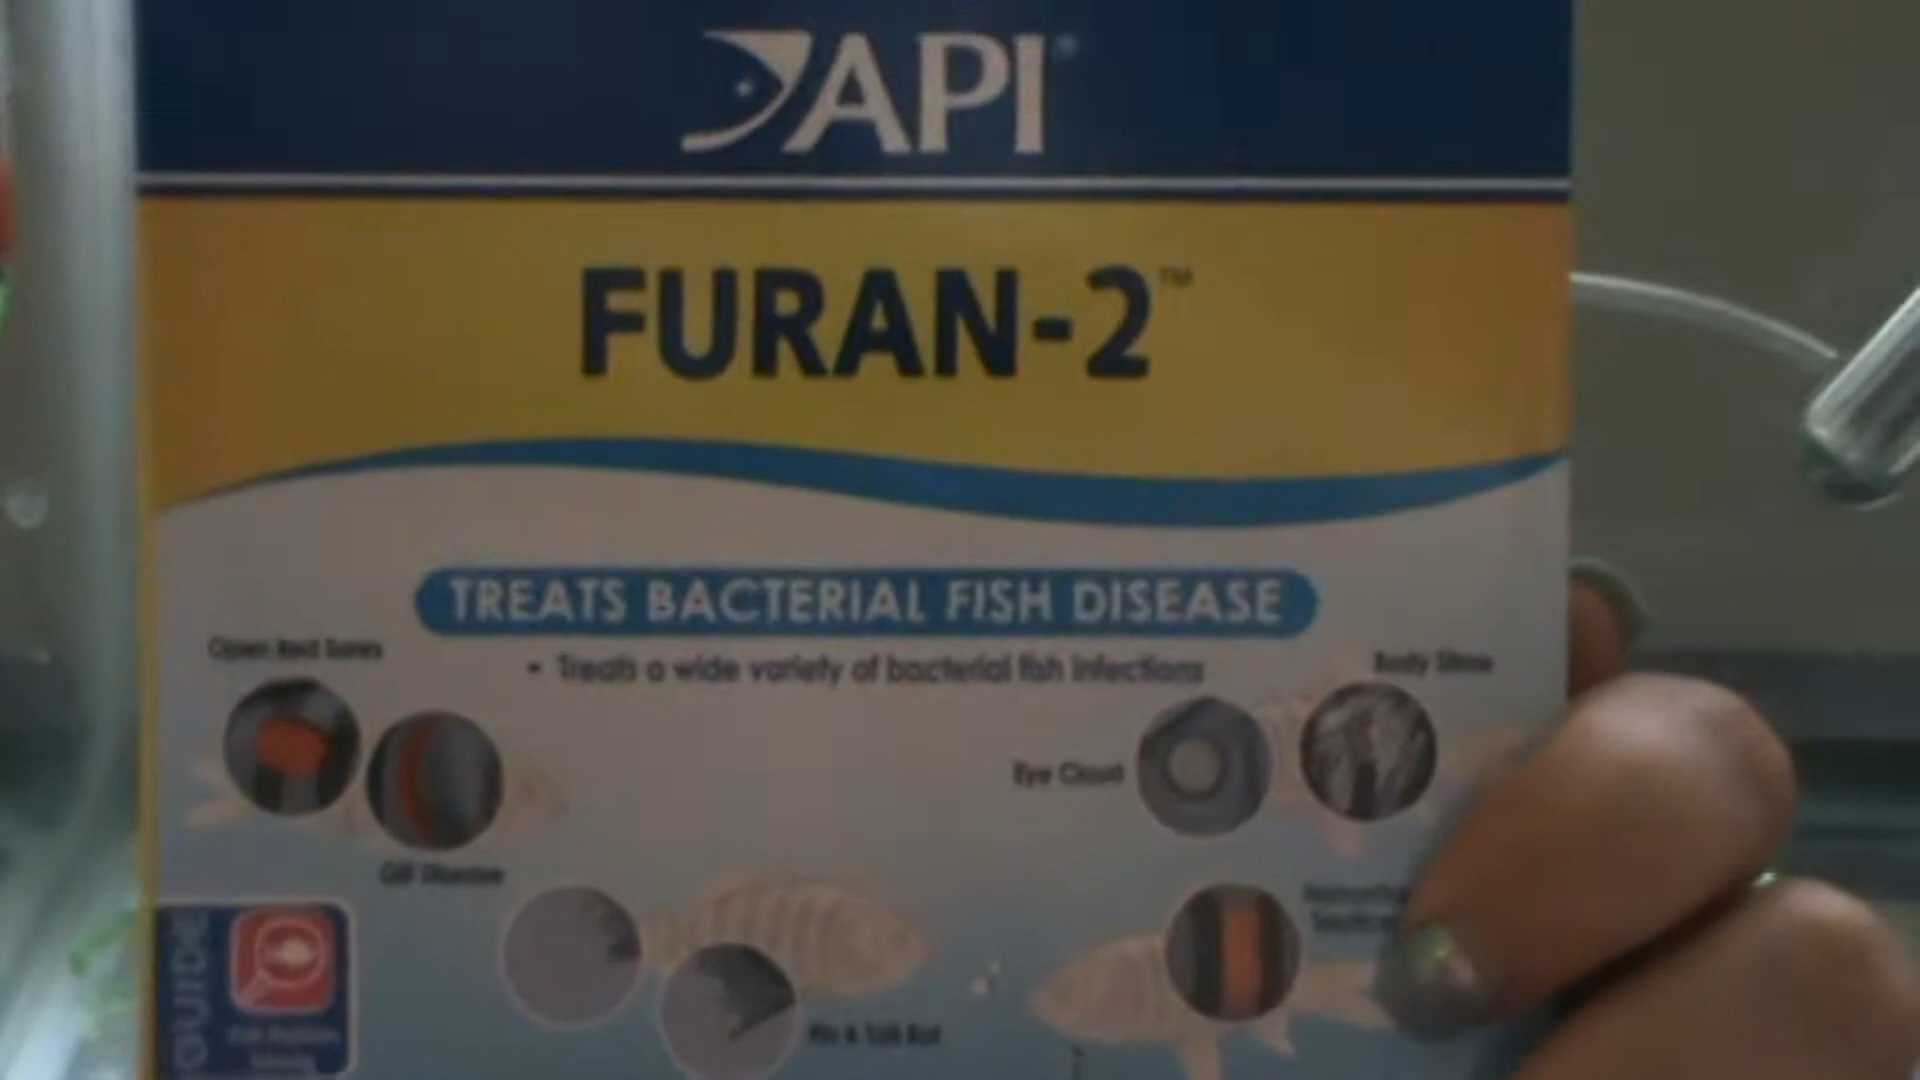 API®
FURAN-2™
TREATS BACTERIAL FISH DISEASE
Open Red Sores
• Treats a wide variety of bacterial fish infections
Body Slime
Eye Cloud
Gill Disease
GUIDE
Fin & Tail Rot